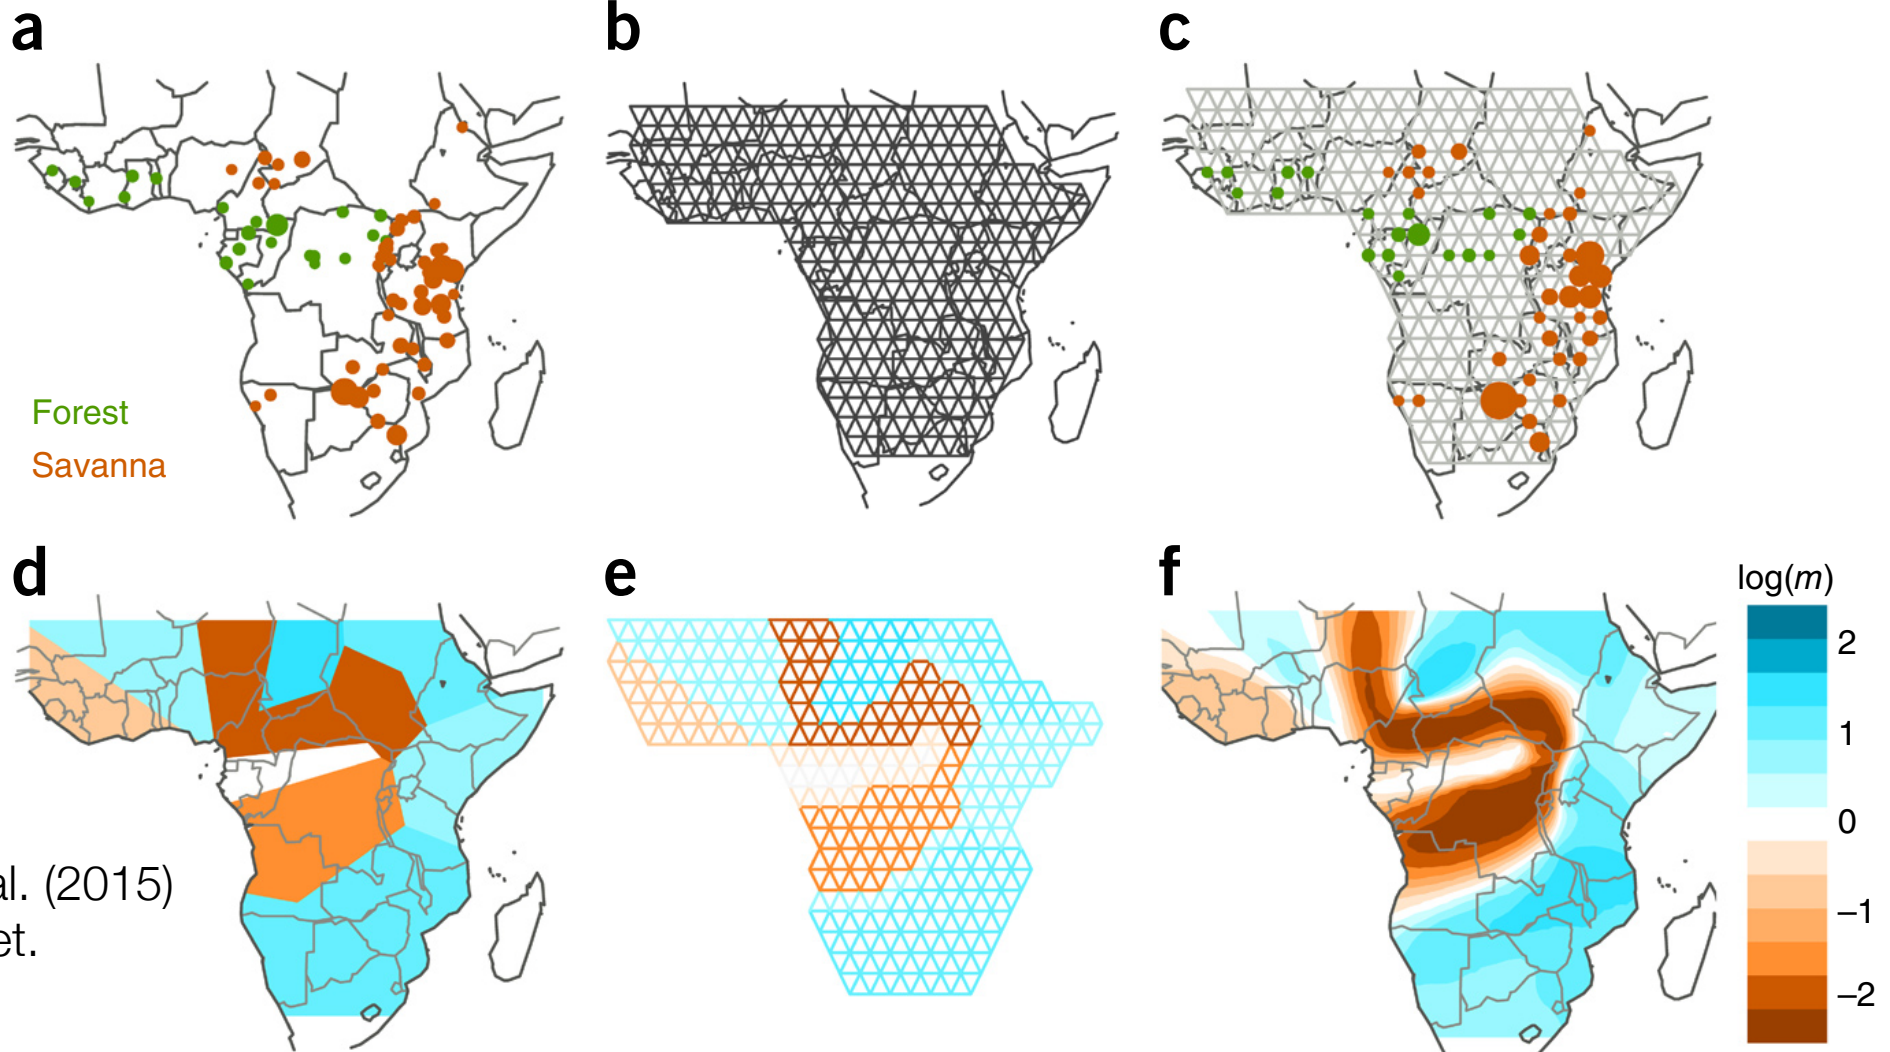 a
b
c
Forest
Savanna
d
e
f
log(m)
2
1
0
–1
–2
al. (2015)
et.